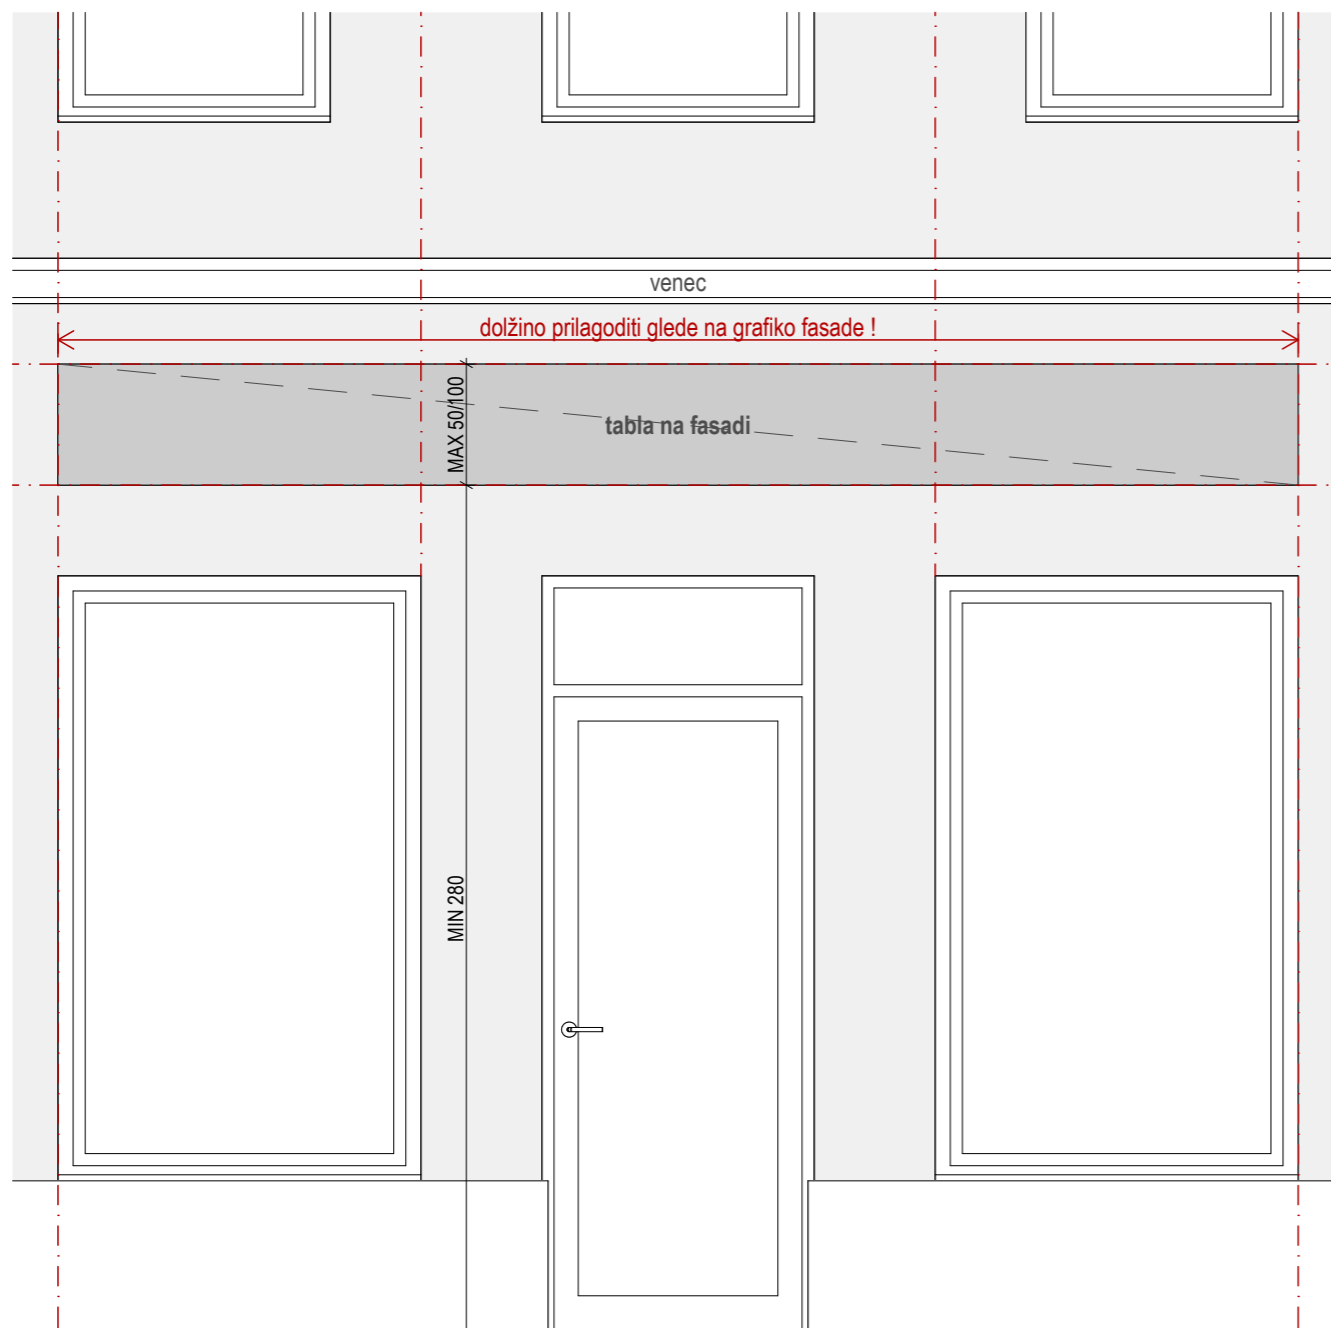 venec
dolžino prilagoditi glede na grafiko fasade !
MAX 50/100
tabla na fasadi
MIN 280